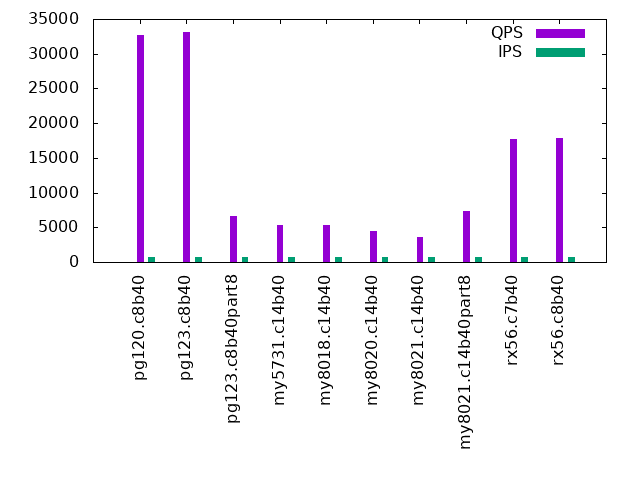 35000
30000
25000
20000
15000
10000
5000
0
QPS
IPS
pg120.c8b40
pg123.c8b40
pg123.c8b40part8
my5731.c14b40
my8018.c14b40
my8020.c14b40
my8021.c14b40
my8021.c14b40part8
rx56.c7b40
rx56.c8b40